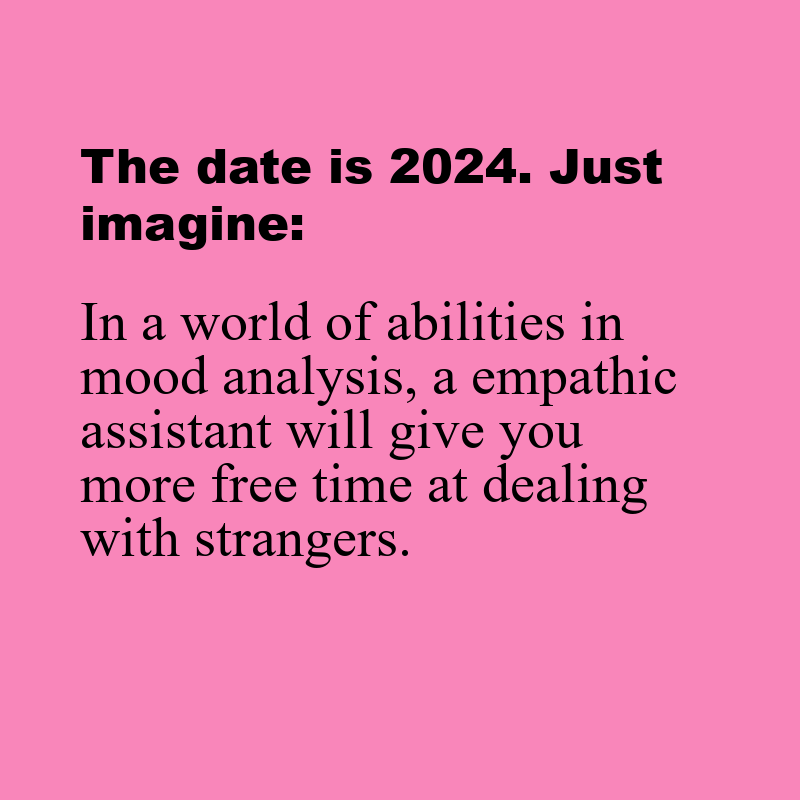 The date is 2024. Just
imagine:
In a world of abilities in
mood analysis, a empathic
assistant will give you
more free time at dealing
with strangers.